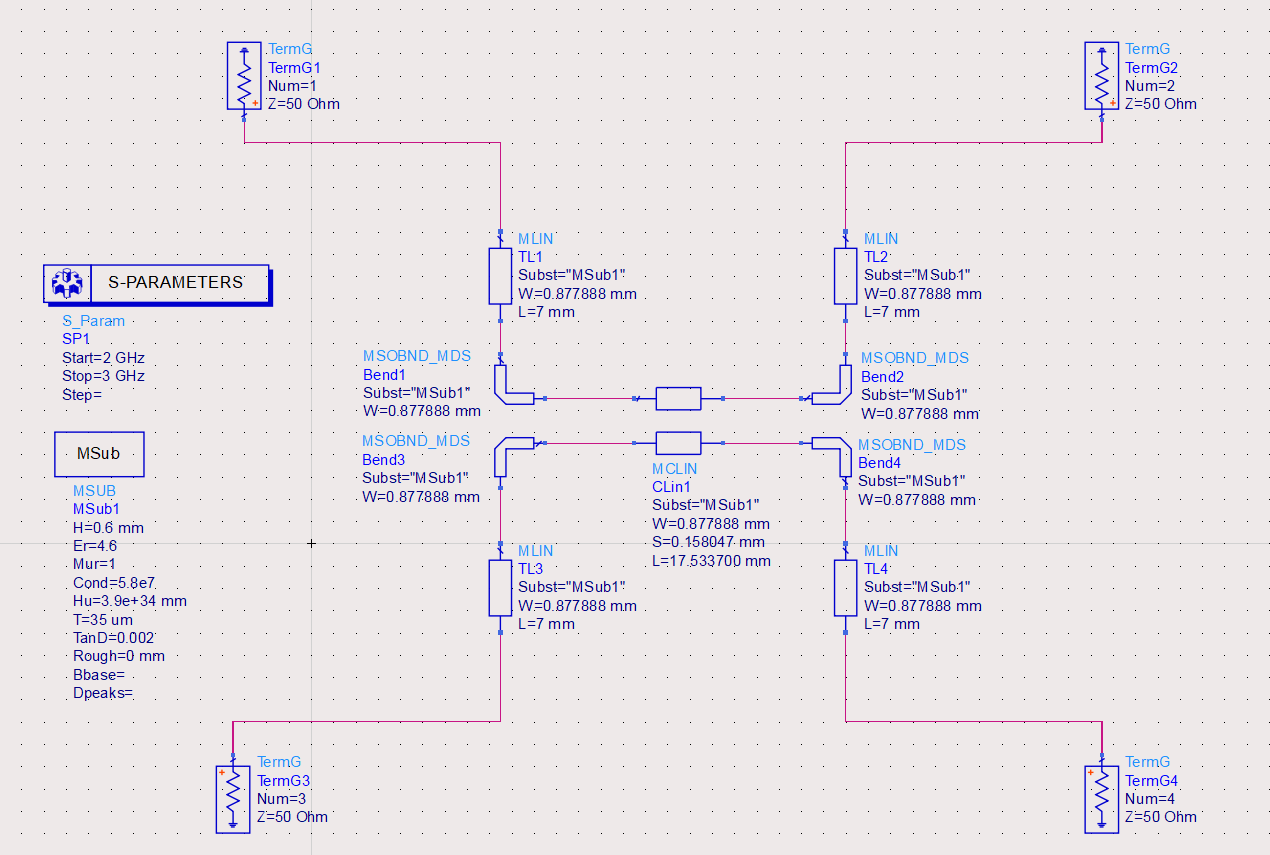 TermG
TermG1
Num=1
Z=50 Ohm
TermG
TermG2
Num=2
Z=50 Ohm
MLIN
TL1
Subst="MSub1"
W=0.877888 mm
L=7 mm
MLIN
TL2
Subst="MSub1"
W=0.877888 mm
L=7 mm
S-PARAMETERS
S_Param
SP1
Start=2 GHz
Stop=3 GHz
Step=
MSOBND_MDS
Bend1
Subst="MSub1"
W=0.877888 mm
MSOBND_MDS
Bend2
Subst="MSub1"
W=0.877888 mm
MSOBND_MDS
Bend3
Subst="MSub1"
W=0.877888 mm
MSOBND_MDS
Bend4
Subst="MSub1"
W=0.877888 mm
MCLIN
CLin1
Subst="MSub1"
W=0.877888 mm
S=0.158047 mm
L=17.533700 mm
MSub
MSUB
MSub1
H=0.6 mm
Er=4.6
Mur=1
Cond=5.8e7
Hu=3.9e+34 mm
T=35 um
TanD=0.002
Rough=0 mm
Bbase=
Dpeaks=
MLIN
TL3
Subst="MSub1"
W=0.877888 mm
L=7 mm
MLIN
TL4
Subst="MSub1"
W=0.877888 mm
L=7 mm
TermG
TermG3
Num=3
Z=50 Ohm
TermG
TermG4
Num=4
Z=50 Ohm